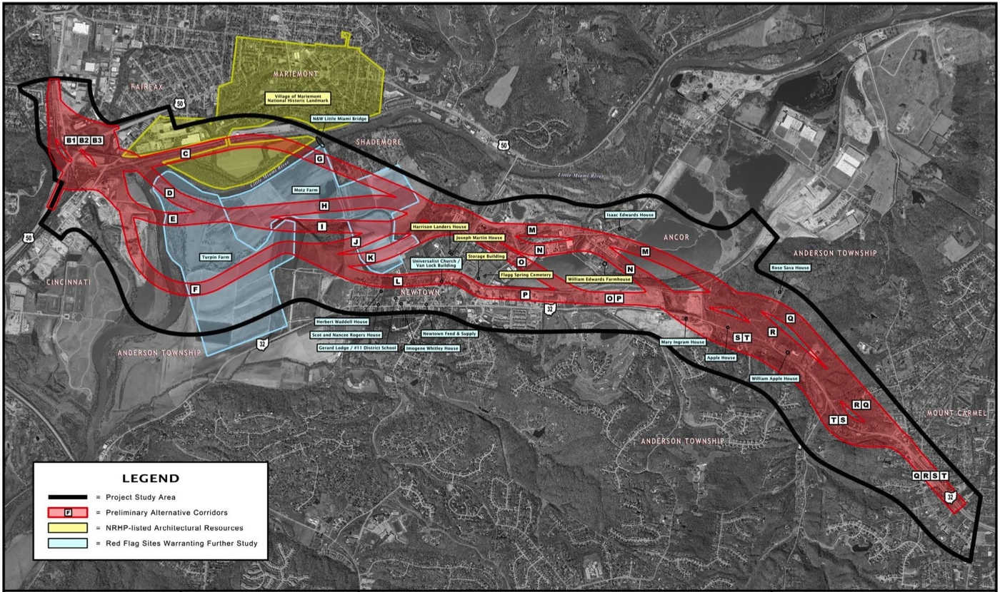 MARIEMONT
FAIRFAX
Village of Mariemont
National Historic Landmark
50
N&W Little Miami Bridge
B1 B2 B3
SHADEMORE
50
C
G
Little Miami River
Little Miami River
D
Motz Farm
H
E
I
Isaac Edwards House
Harrison Landers House
M
50
J
Joseph Martin House
ANCOR
N
M
ANDERSON TOWNSHIP
Turpin Farm
K
Storage Building
O
Universalist Church /
Van Lock Building
Rose Sava House
N
Flagg Spring Cemetery
William Edwards Farmhouse
CINCINNATI
L
F
NEWTOWN
P
O P
32
Q
Herbert Waddell House
R
Scot and Nancee Rogers House
Newtown Feed & Supply
S T
32
Mary Ingram House
Gerard Lodge / #11 District School
Imogene Whitley House
ANDERSON TOWNSHIP
Apple House
William Apple House
R Q
MOUNT CARMEL
T S
ANDERSON TOWNSHIP
Q R S T
32
LEGEND
= Project Study Area
F = Preliminary Alternative Corridors
= NRHP-listed Architectural Resources
= Red Flag Sites Warranting Further Study